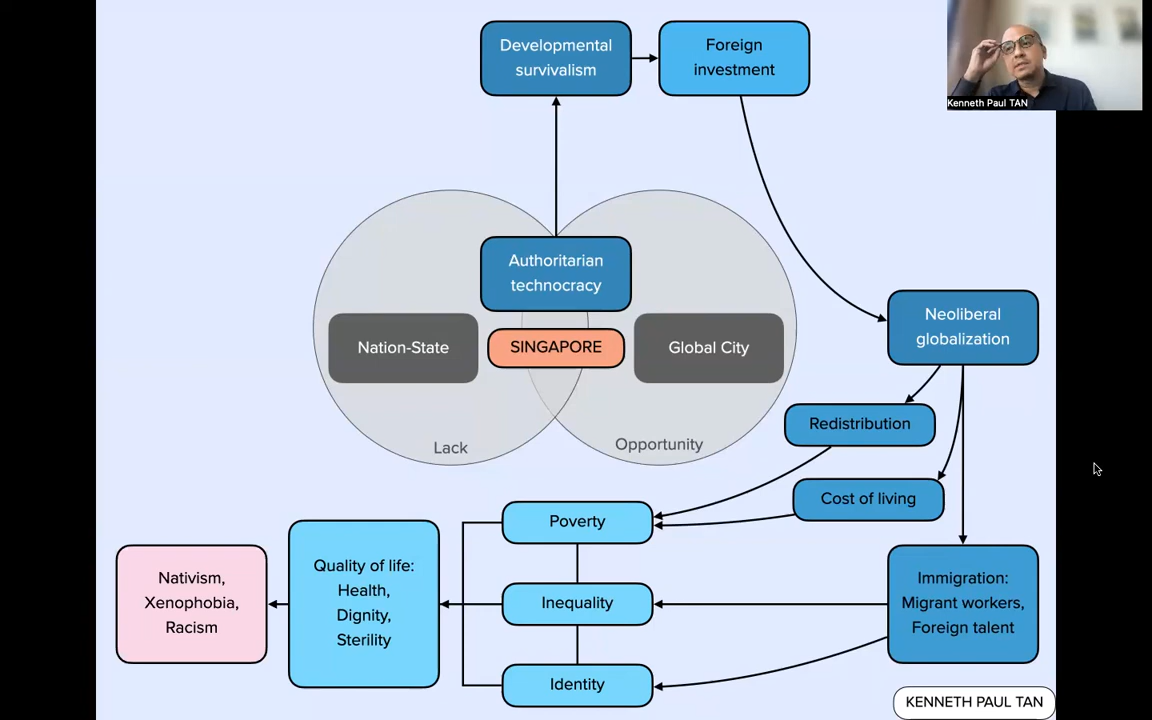 Developmental
survivalism
Foreign
investment
Kenneth Paul TAN
Authoritarian
technocracy
Nation-State
SINGAPORE
Global City
Lack
Opportunity
Neoliberal
globalization
Redistribution
Cost of living
Poverty
Inequality
Identity
Immigration:
Migrant workers,
Foreign talent
Quality of life:
Health,
Dignity,
Sterility
Nativism,
Xenophobia,
Racism
KENNETH PAUL TAN